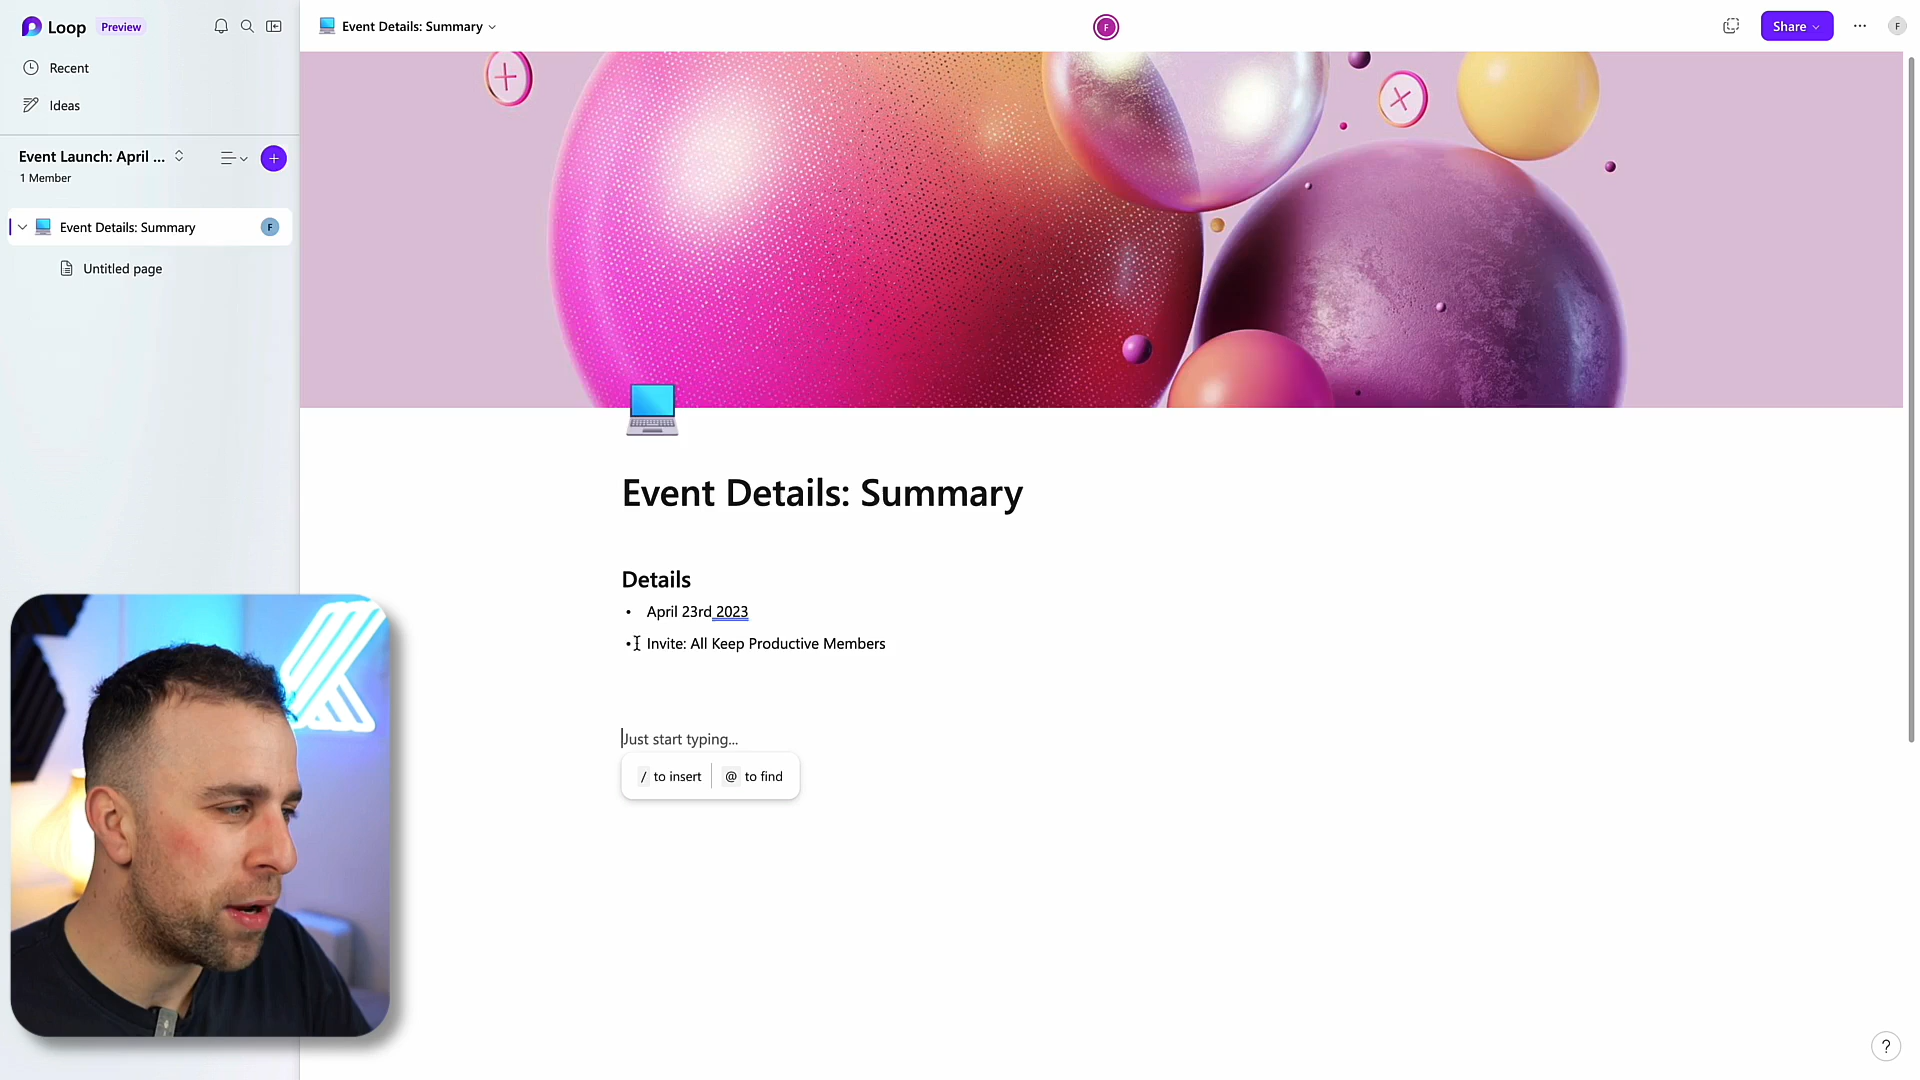 Loop Preview
Event Details: Summary
F
Share
F
Recent
Ideas
Event Launch: April ...
1 Member
Event Details: Summary F
Untitled page
Event Details: Summary
Details
• April 23rd 2023
• Invite: All Keep Productive Members
Just start typing...
/ to insert @ to find
?